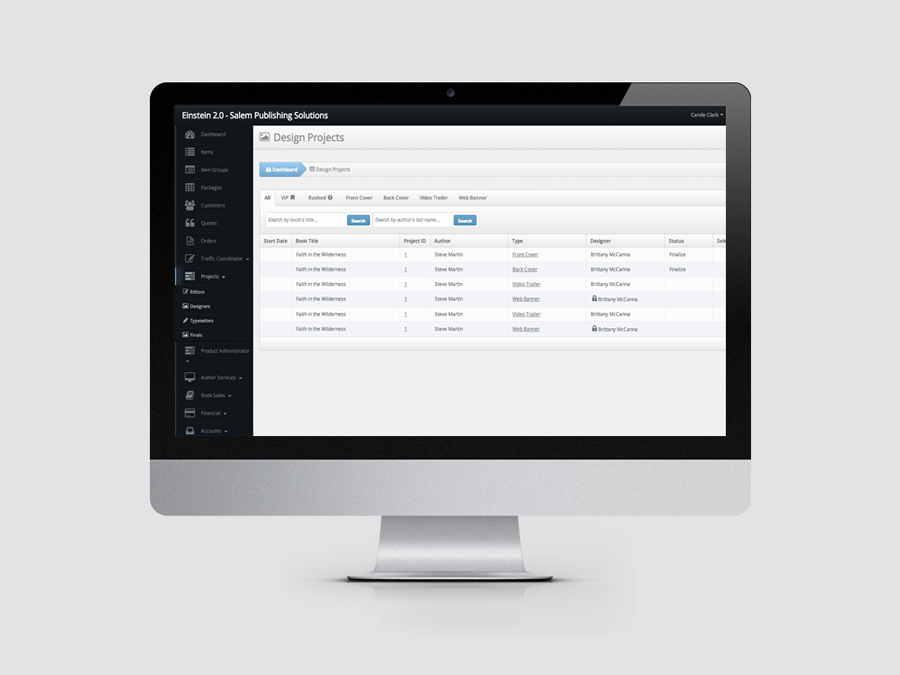 Einstein 2.0 - Salem Publishing Solutions
Carole Clark
Dashboard
Items
Item Groups
Packages
Customers
Quotes
Orders
Traffic Coordinator
Projects
Editors
Designers
Typesetters
Finals
Product Administrator
Author Services
Book Sales
Financial
Accounts
Design Projects
Dashboard Design Projects
All VIP Rushed Front Cover Back Cover Video Trailer Web Banner
Search by book's title ... Search Search by author's last name ... Search
Start Date Book Title Project ID Author Type Designer Status Sele
Faith in the Wilderness 1 Steve Martin Front Cover Brittany McCanna Finalize
Faith in the Wilderness 1 Steve Martin Back Cover Brittany McCanna Finalize
Faith in the Wilderness 1 Steve Martin Video Trailer Brittany McCanna
Faith in the Wilderness 1 Steve Martin Web Banner Brittany McCanna
Faith in the Wilderness 1 Steve Martin Video Trailer Brittany McCanna
Faith in the Wilderness 1 Steve Martin Web Banner Brittany McCanna